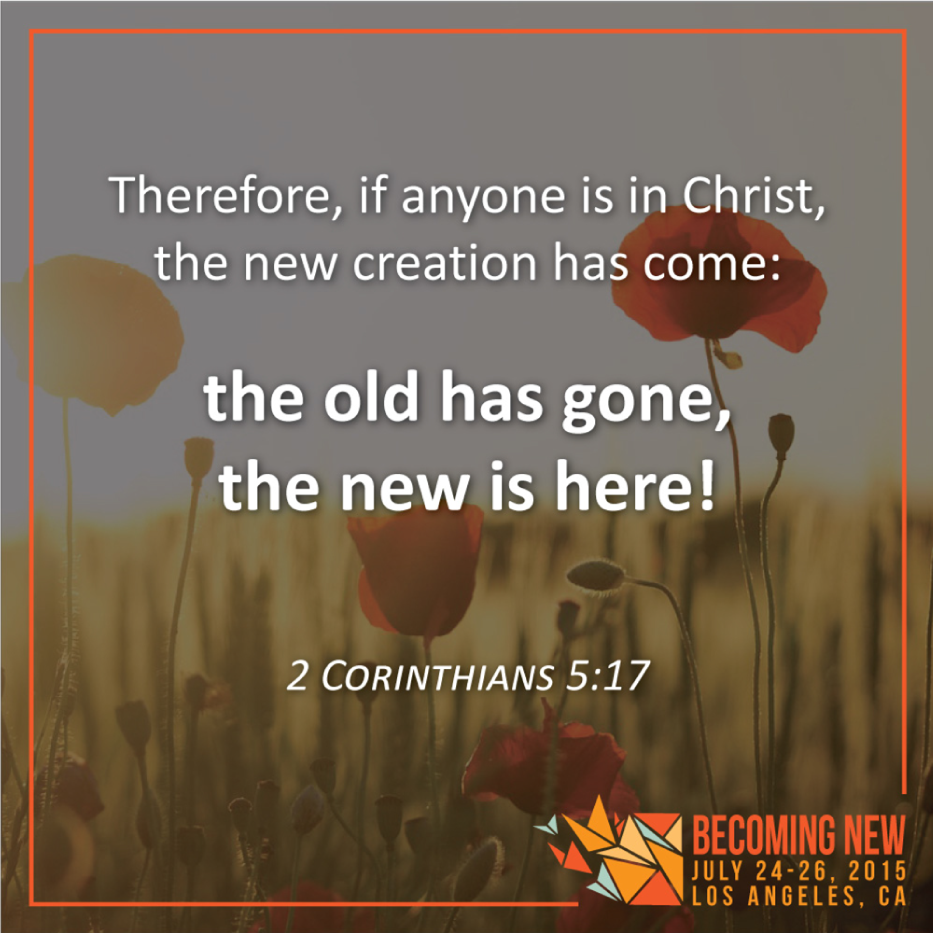 Therefore, if anyone is in Christ,
the new creation has come:
the old has gone,
the new is here!
2 CORINTHIANS 5:17
BECOMING NEW
JULY 24-26, 2015
LOS ANGELES, CA